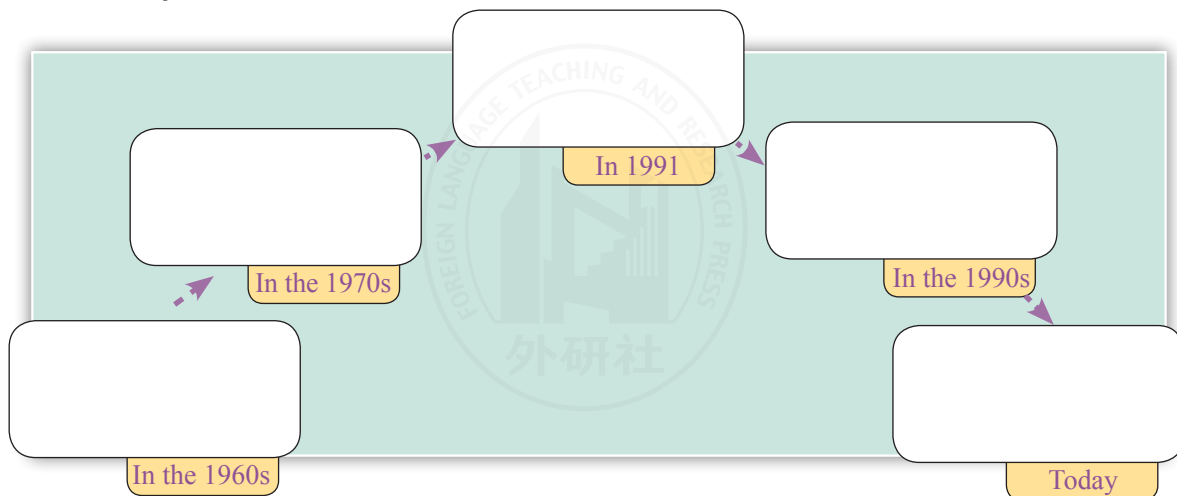 In 1991
In the 1970s
In the 1990s
In the 1960s
Today
FOREIGN LANGUAGE TEACHING AND RESEARCH PRESS
外研社